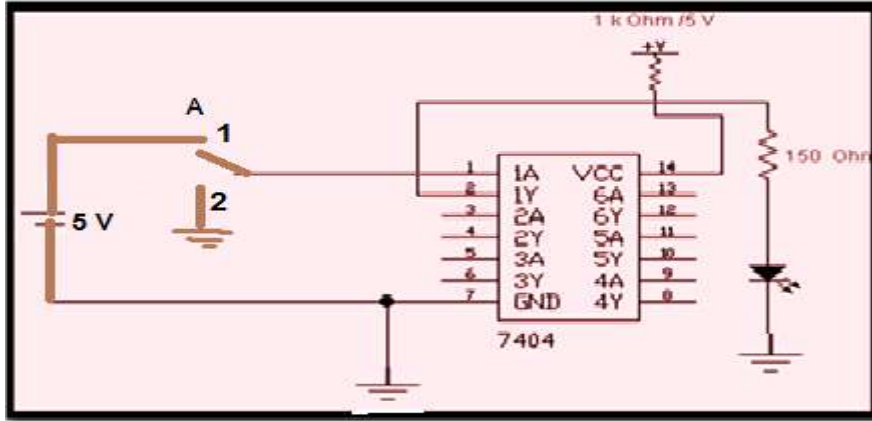 1 k Ohm /5 V
+V
A
1
2
5 V
150 Ohm
1 1A VCC 14
2 1Y 6A 13
3 2A 6Y 12
4 2Y 5A 11
5 3A 5Y 10
6 3Y 4A 9
7 GND 4Y 8
7404